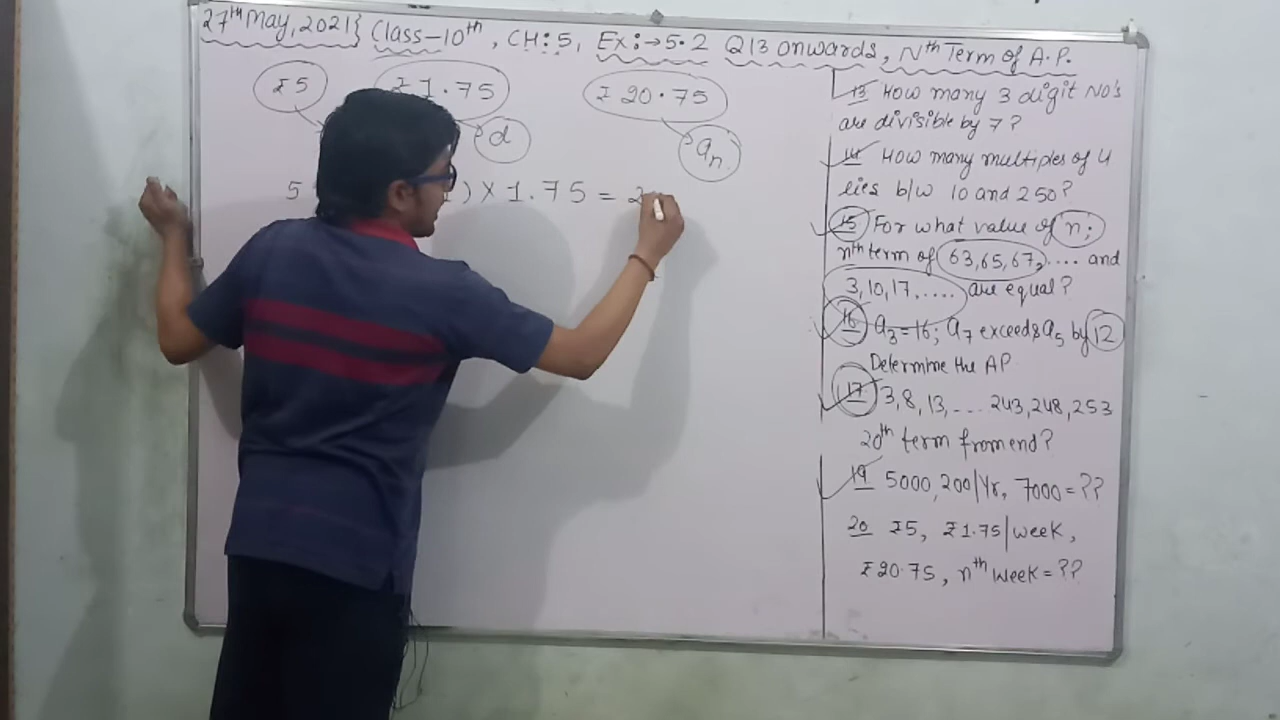 27th May, 2021} Class-10th, CH: 5, Ex:→5.2 Q13 onwards, Nth Term of A.P.
₹5 ₹1.75 ₹20.75
d an
5 ) X 1.75 = 2
13 How many 3 digit No's
are divisible by 7?
14 How many multiples of 4
lies b/w 10 and 250?
15 For what value of n;
nth term of 63,65,67,.... and
3,10,17,..... are equal?
16 a3=16; a7 exceeds a5 by 12
Determine the AP
17 3,8,13,.... 243,248,253
20th term from end?
19 5000,200/Yr, 7000=??
20 ₹5, ₹1.75/week,
₹20.75, nth week=??